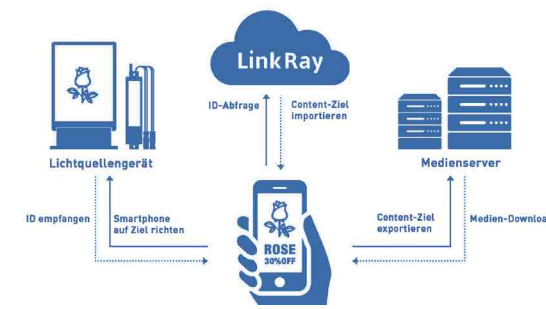 LinkRay
ID-Abfrage
Content-Ziel
importieren
Lichtquellengerät
Medienserver
ID empfangen
Smartphone
auf Ziel richten
ROSE
30%OFF
Content-Ziel
exportieren
Medien-Downloa